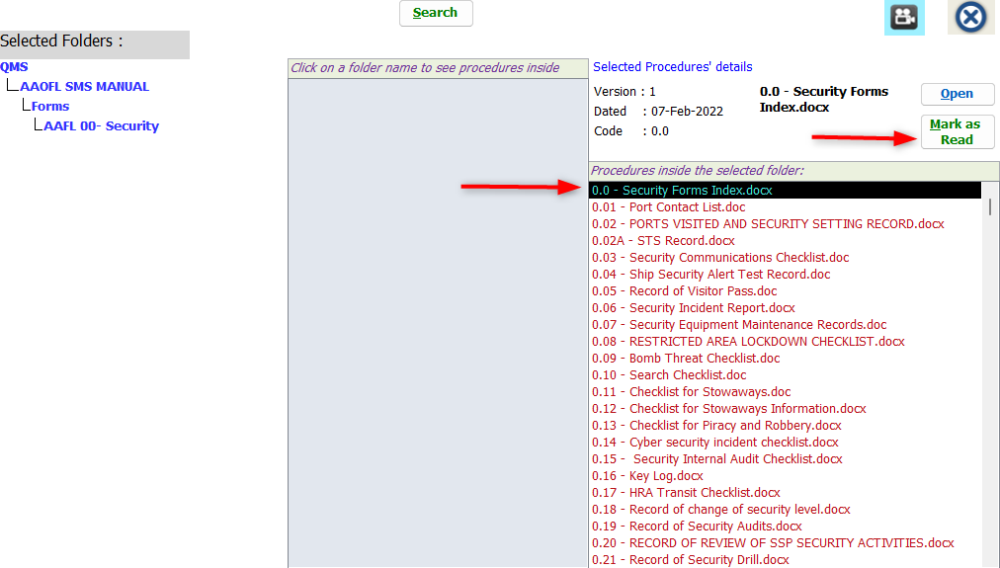 Search
Selected Folders :
QMS
AAOFL SMS MANUAL
Forms
AAFL 00- Security
Click on a folder name to see procedures inside
Selected Procedures' details
Version : 1
Dated : 07-Feb-2022
Code : 0.0
0.0 - Security Forms
Index.docx
Open
Mark as
Read
Procedures inside the selected folder:
0.0 - Security Forms Index.docx
0.01 - Port Contact List.doc
0.02 - PORTS VISITED AND SECURITY SETTING RECORD.docx
0.02A - STS Record.docx
0.03 - Security Communications Checklist.doc
0.04 - Ship Security Alert Test Record.doc
0.05 - Record of Visitor Pass.doc
0.06 - Security Incident Report.docx
0.07 - Security Equipment Maintenance Records.doc
0.08 - RESTRICTED AREA LOCKDOWN CHECKLIST.docx
0.09 - Bomb Threat Checklist.doc
0.10 - Search Checklist.doc
0.11 - Checklist for Stowaways.doc
0.12 - Checklist for Stowaways Information.docx
0.13 - Checklist for Piracy and Robbery.docx
0.14 - Cyber security incident checklist.docx
0.15 -  Security Internal Audit Checklist.docx
0.16 - Key Log.docx
0.17 - HRA Transit Checklist.docx
0.18 - Record of change of security level.docx
0.19 - Record of Security Audits.docx
0.20 - RECORD OF REVIEW OF SSP SECURITY ACTIVITIES.docx
0.21 - Record of Security Drill.docx